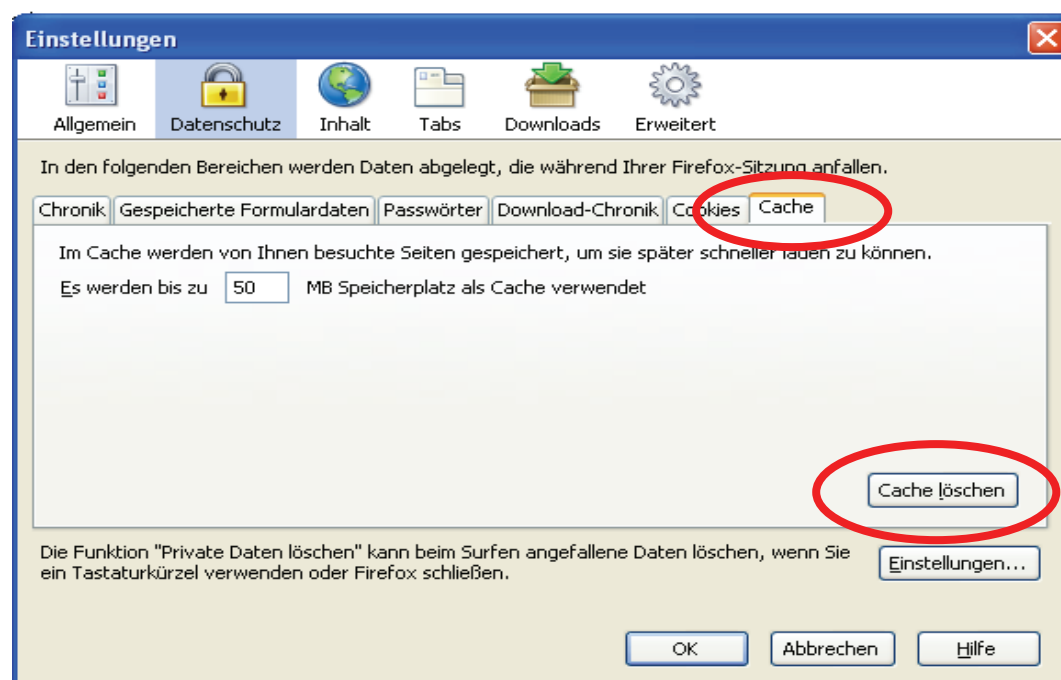 Einstellungen
Allgemein Datenschutz Inhalt Tabs Downloads Erweitert
In den folgenden Bereichen werden Daten abgelegt, die während Ihrer Firefox-Sitzung anfallen.
Chronik Gespeicherte Formulardaten Passwörter Download-Chronik Cookies Cache
Im Cache werden von Ihnen besuchte Seiten gespeichert, um sie später schneller laden zu können.
Es werden bis zu 50 MB Speicherplatz als Cache verwendet
Cache löschen
Die Funktion "Private Daten löschen" kann beim Surfen angefallene Daten löschen, wenn Sie
ein Tastaturkürzel verwenden oder Firefox schließen.
Einstellungen...
OK Abbrechen Hilfe